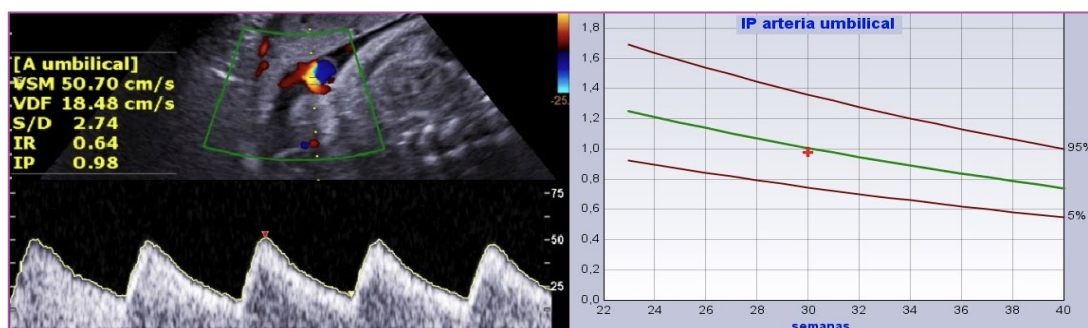 [A umbilical]
VSM 50.70 cm/s
VDF 18.48 cm/s
S/D 2.74
IR 0.64
IP 0.98
-25
75
50
25
IP arteria umbilical
1,8
1,6
1,4
1,2
1,0
0,8
0,6
0,4
0,2
0,0
22 24 26 28 30 32 34 36 38 40
95%
5%
semanas